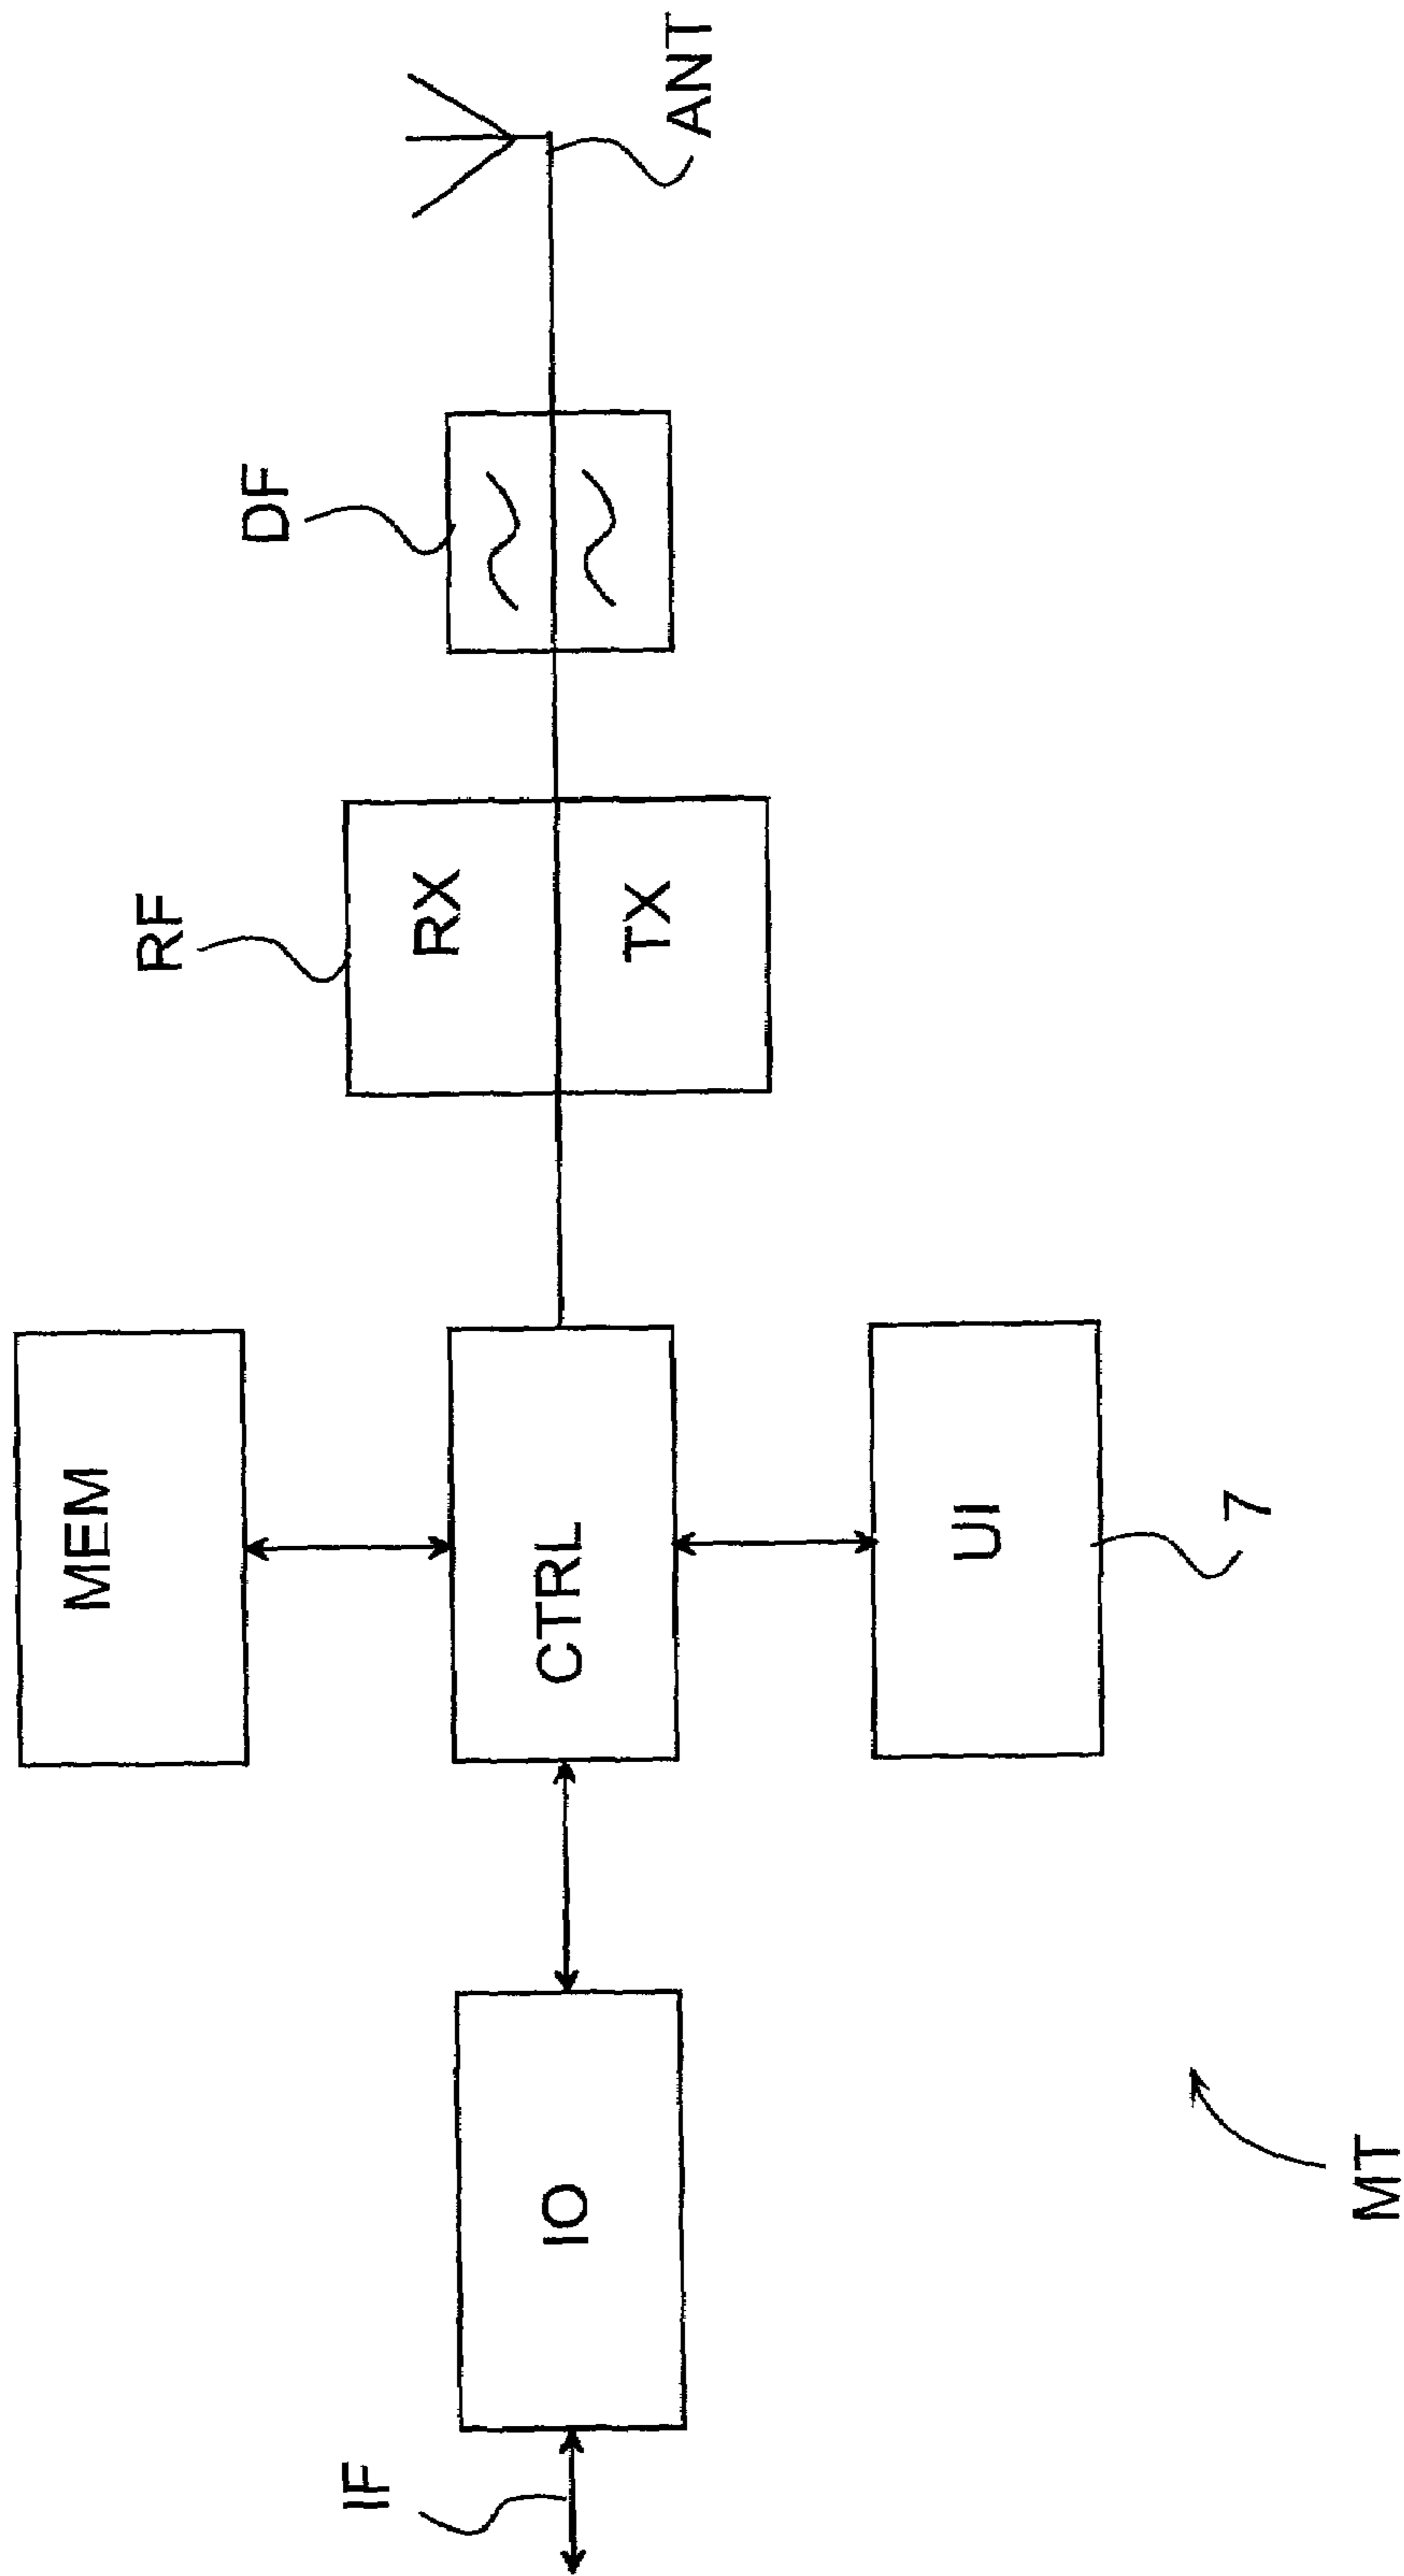 MEM
RF
DF
IF
IO
CTRL
RX
TX
ANT
UI
7
MT